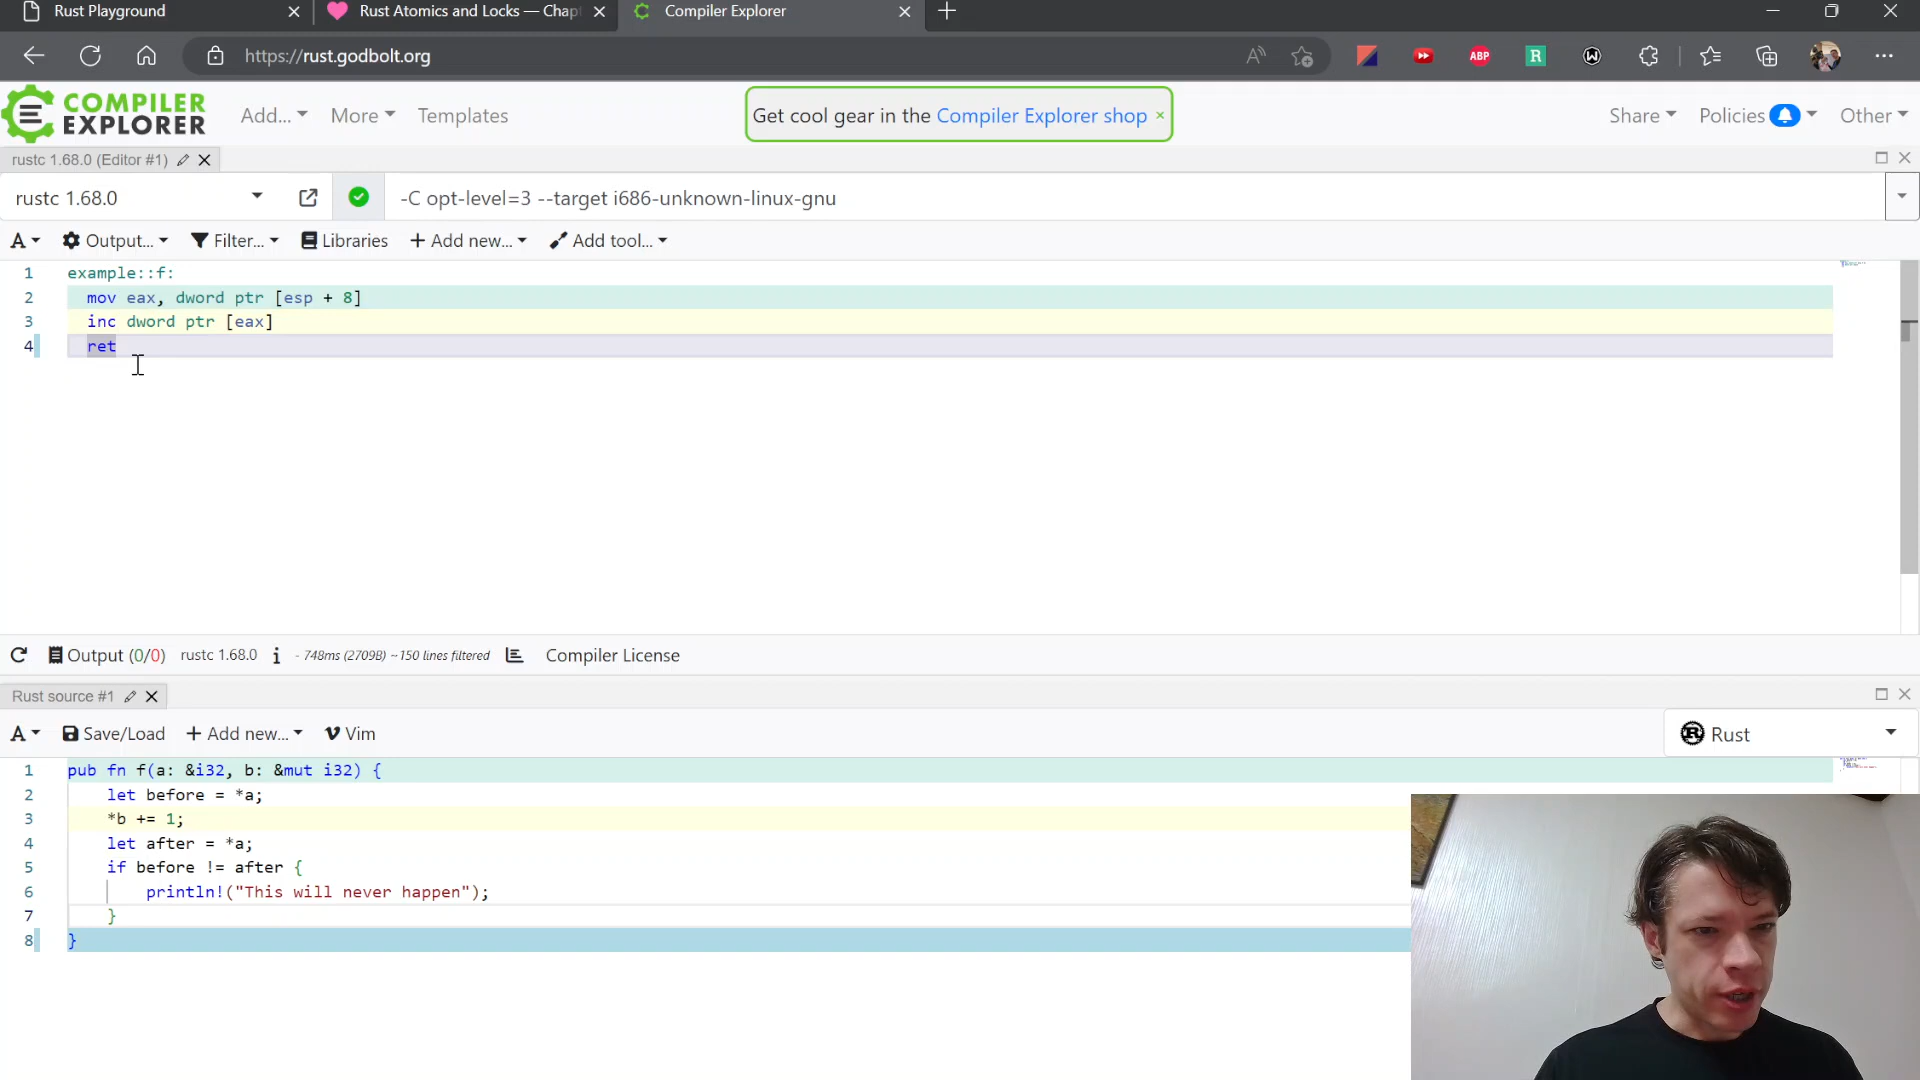 Rust Playground
Rust Atomics and Locks — Chap
Compiler Explorer
https://rust.godbolt.org
ABP
R
W
COMPILER
EXPLORER
Add...
More
Templates
Get cool gear in the Compiler Explorer shop ×
Share
Policies
Other
rustc 1.68.0 (Editor #1)
rustc 1.68.0
-C opt-level=3 --target i686-unknown-linux-gnu
A
Output...
Filter...
Libraries
+ Add new...
Add tool...
1 example::f:
2 mov eax, dword ptr [esp + 8]
3 inc dword ptr [eax]
4 ret
Output (0/0) rustc 1.68.0 i - 748ms (2709B) ~150 lines filtered Compiler License
Rust source #1
A
Save/Load
+ Add new...
Vim
Rust
1 pub fn f(a: &i32, b: &mut i32) {
2 let before = *a;
3 *b += 1;
4 let after = *a;
5 if before != after {
6 println!("This will never happen");
7 }
8 }